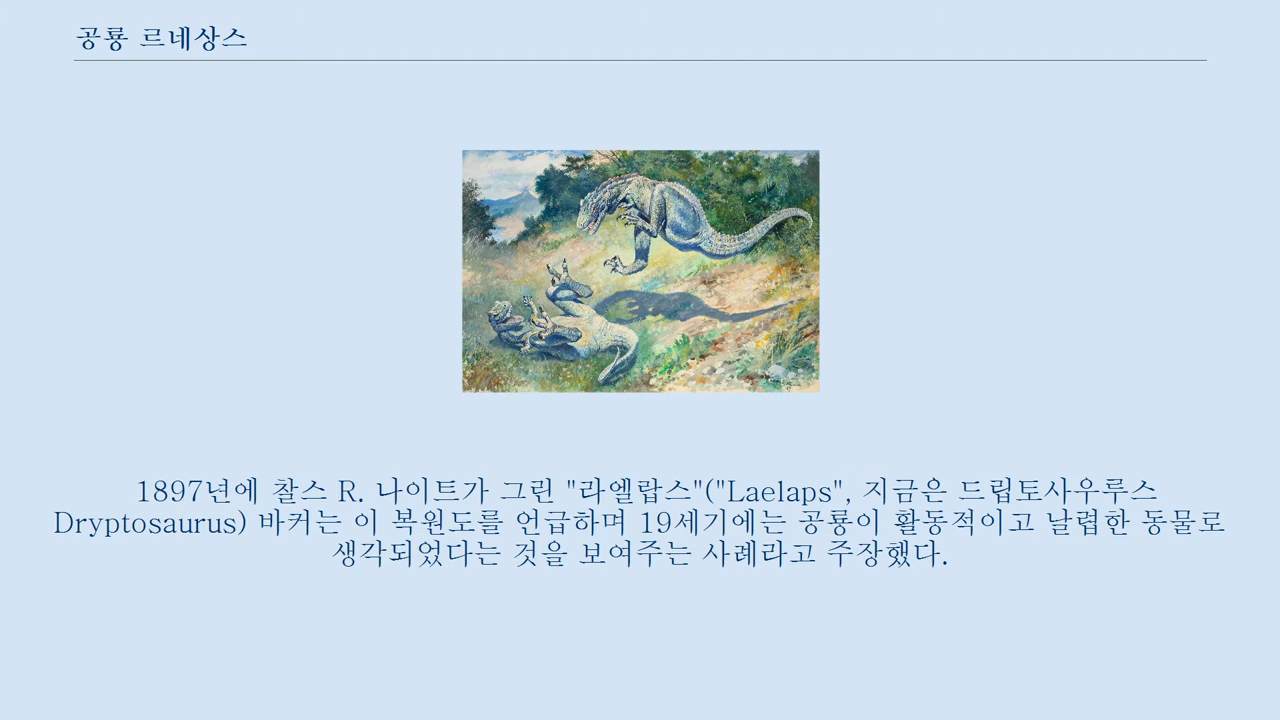 공룡 르네상스
1897년에 찰스 R. 나이트가 그린 "라엘랍스"("Laelaps", 지금은 드립토사우루스
Dryptosaurus) 바커는 이 복원도를 언급하며 19세기에는 공룡이 활동적이고 날렵한 동물로
생각되었다는 것을 보여주는 사례라고 주장했다.